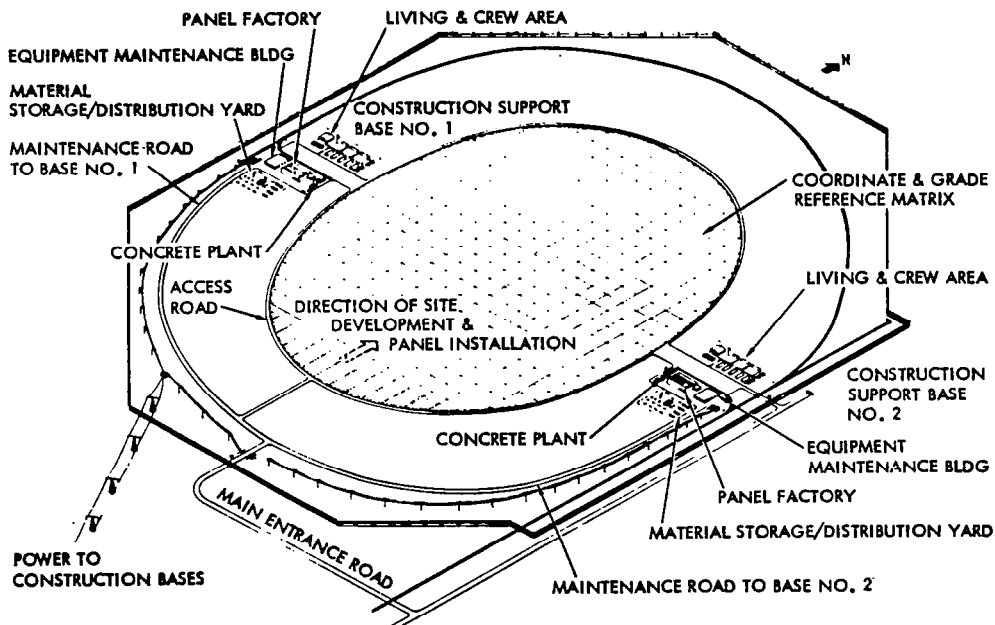 PANEL FACTORY
LIVING & CREW AREA
EQUIPMENT MAINTENANCE BLDG
N
MATERIAL
STORAGE/DISTRIBUTION YARD
CONSTRUCTION SUPPORT
BASE NO. 1
MAINTENANCE ROAD
TO BASE NO. 1
COORDINATE & GRADE
REFERENCE MATRIX
CONCRETE PLANT
LIVING & CREW AREA
ACCESS
ROAD
DIRECTION OF SITE
DEVELOPMENT &
PANEL INSTALLATION
CONSTRUCTION
SUPPORT BASE
NO. 2
CONCRETE PLANT
EQUIPMENT
MAINTENANCE BLDG
PANEL FACTORY
MAIN ENTRANCE ROAD
MATERIAL STORAGE/DISTRIBUTION YARD
POWER TO
CONSTRUCTION BASES
MAINTENANCE ROAD TO BASE NO. 2